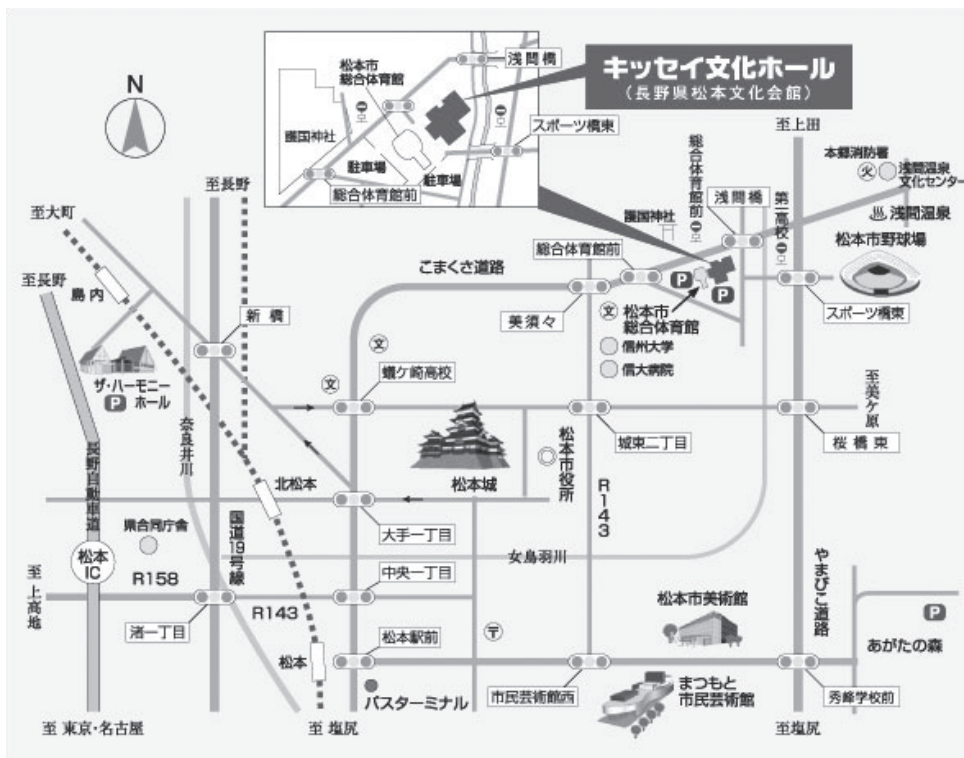 キッセイ文化ホール
(長野県松本文化会館)
浅間橋
松本市
総合体育館
スポーツ橋東
護国神社
駐車場
駐車場
総合体育館前
N
至大町
至長野
至長野
島内
新橋
ザ・ハーモニー
P ホール
奈良井川
長野自動車道
こまくさ道路
美須々
総合体育館前
護国神社
総合体育館前
浅間橋
第一高校
至上田
本郷消防署
火
浅間温泉
文化センター
浅間温泉
松本市野球場
スポーツ橋東
P
P
文
松本市
総合体育館
信州大学
信大病院
文
文
蟻ケ崎高校
城東二丁目
桜橋東
至美ケ原
松本城
松本市役所
R143
北松本
大手一丁目
県合同庁舎
国道19号線
女鳥羽川
やまびこ道路
松本
IC
至上高地
R158
R143
渚一丁目
中央一丁目
松本駅前
松本
バスターミナル
〒
松本市美術館
市民芸術館西
まつもと
市民芸術館
秀峰学校前
P
あがたの森
至 東京・名古屋
至 塩尻
至塩尻